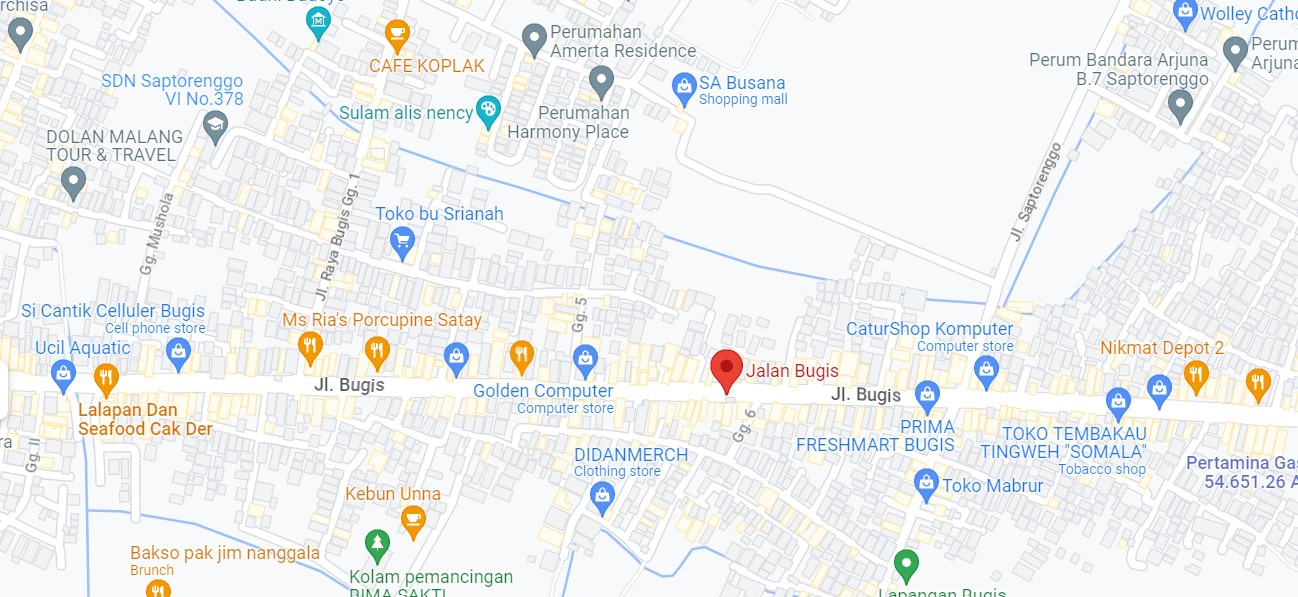 Wolley Catho
Perumahan
Amerta Residence
Perum
Arjuna
Perum Bandara Arjuna
B.7 Saptorenggo
CAFE KOPLAK
SDN Saptorenggo
VI No.378
SA Busana
Shopping mall
Sulam alis nency
Perumahan
Harmony Place
DOLAN MALANG
TOUR & TRAVEL
Jl. Saptorenggo
Jl. Raya Bugis Gg. 1
Gg. Mushola
Toko bu Srianah
Si Cantik Celluler Bugis
Cell phone store
Ms Ria's Porcupine Satay
Gg. 5
CaturShop Komputer
Computer store
Ucil Aquatic
Nikmat Depot 2
Jalan Bugis
Jl. Bugis
Golden Computer
Computer store
Jl. Bugis
Lalapan Dan
Seafood Cak Der
Gg. 6
PRIMA
FRESHMART BUGIS
TOKO TEMBAKAU
TINGWEH "SOMALA"
Tobacco shop
Gg. II
DIDANMERCH
Clothing store
Pertamina Gas
54.651.26 A
Toko Mabrur
Kebun Unna
Bakso pak jim nanggala
Brunch
Kolam pemancingan
BIMA SAKTI
Lapangan Bugis